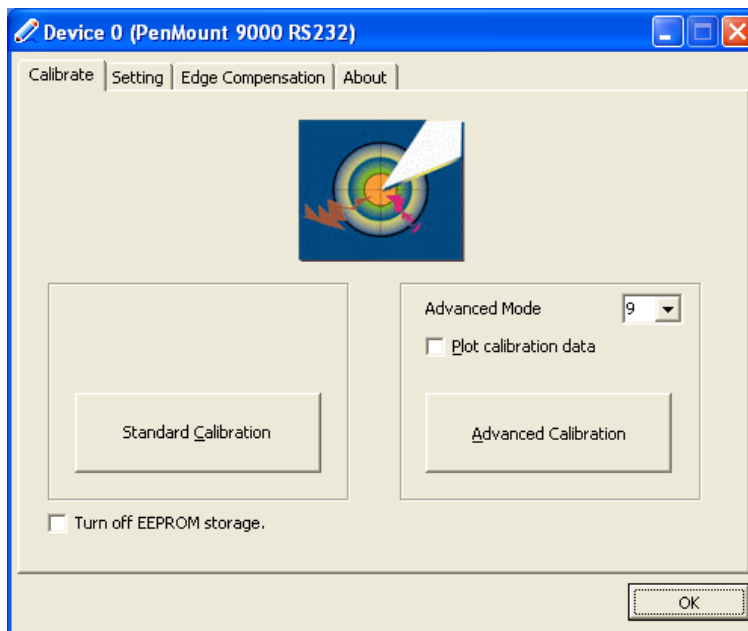 Device 0 (PenMount 9000 RS232)
Calibrate Setting Edge Compensation About
Advanced Mode 9
Plot calibration data
Standard Calibration
Advanced Calibration
Turn off EEPROM storage.
OK